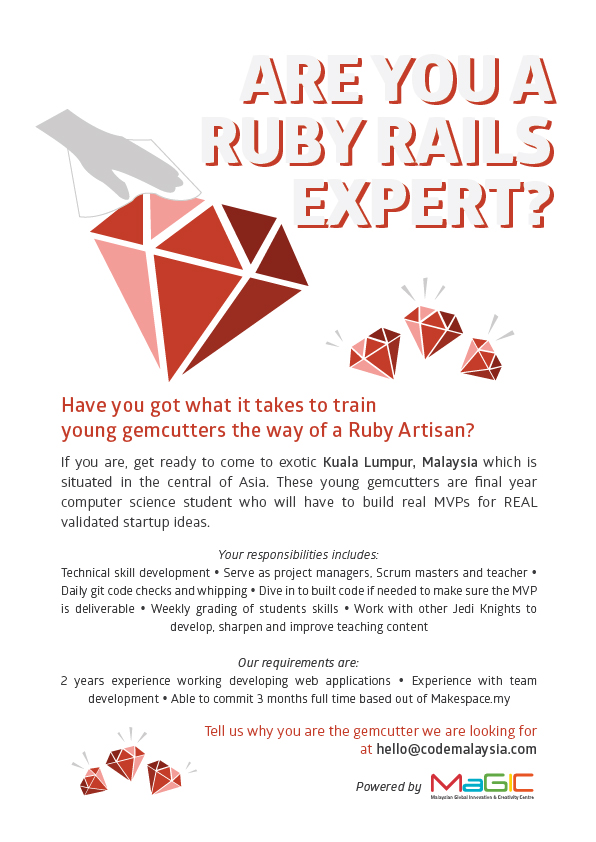 ARE YOU A
RUBY RAILS
EXPERT?
Have you got what it takes to train
young gemcutters the way of a Ruby Artisan?
If you are, get ready to come to exotic Kuala Lumpur, Malaysia which is
situated in the central of Asia. These young gemcutters are final year
computer science student who will have to build real MVPs for REAL
validated startup ideas.
Your responsibilities includes:
Technical skill development • Serve as project managers, Scrum masters and teacher •
Daily git code checks and whipping • Dive in to built code if needed to make sure the MVP
is deliverable • Weekly grading of students skills • Work with other Jedi Knights to
develop, sharpen and improve teaching content
Our requirements are:
2 years experience working developing web applications • Experience with team
development • Able to commit 3 months full time based out of Makespace.my
Tell us why you are the gemcutter we are looking for
at hello@codemalaysia.com
Powered by MaGIC
Malaysian Global Innovation & Creativity Centre